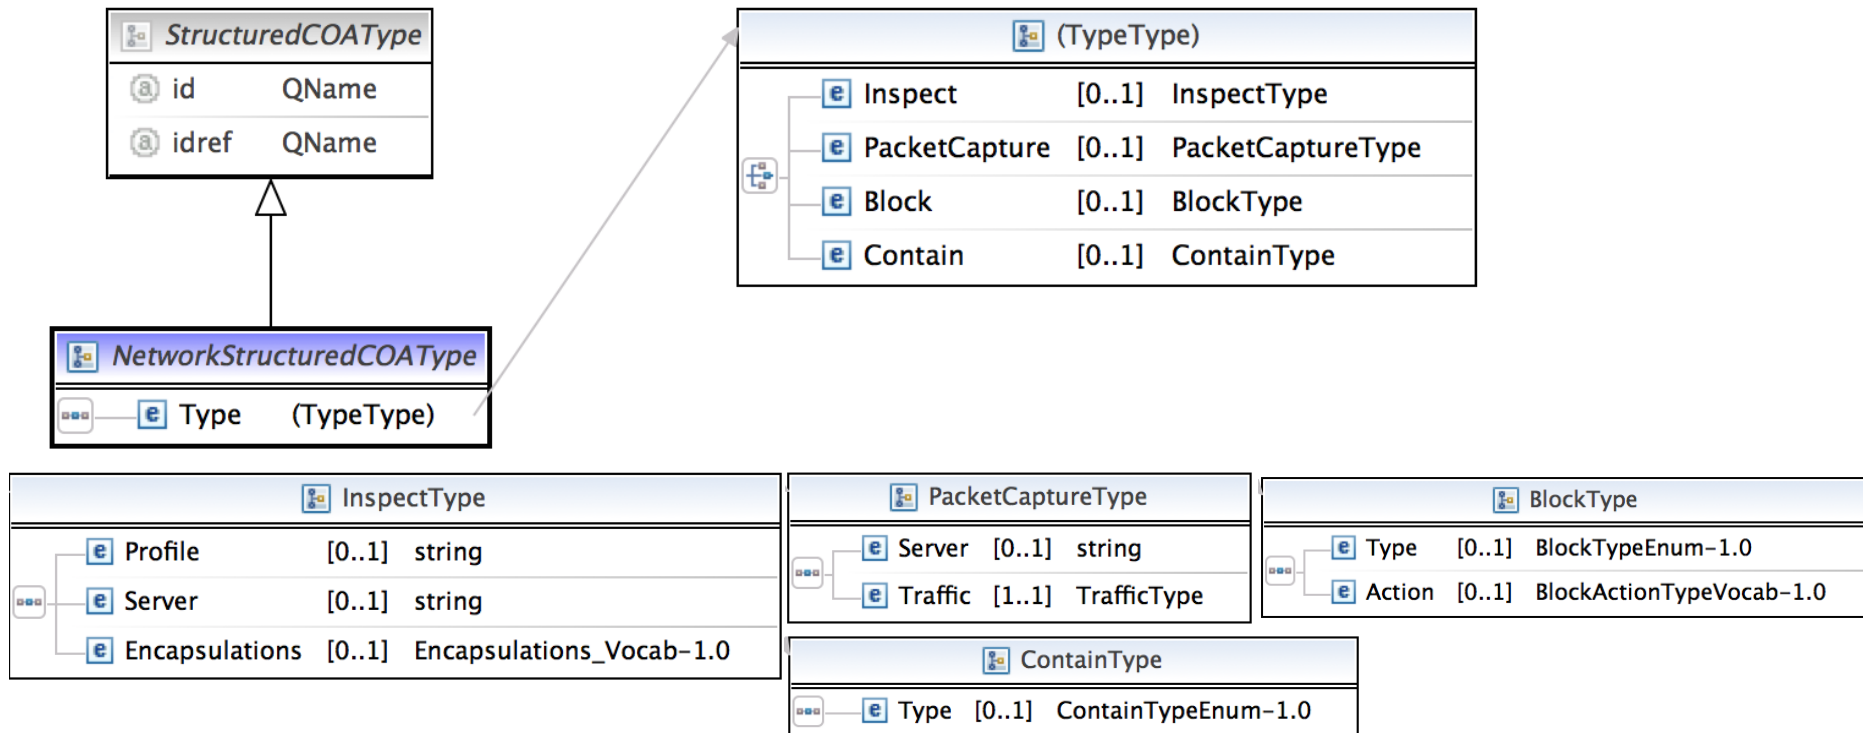 StructuredCOAType
id QName
idref QName
(TypeType)
Inspect [0..1] InspectType
PacketCapture [0..1] PacketCaptureType
Block [0..1] BlockType
Contain [0..1] ContainType
NetworkStructuredCOAType
Type (TypeType)
InspectType
Profile [0..1] string
Server [0..1] string
Encapsulations [0..1] Encapsulations_Vocab-1.0
PacketCaptureType
Server [0..1] string
Traffic [1..1] TrafficType
BlockType
Type [0..1] BlockTypeEnum-1.0
Action [0..1] BlockActionTypeVocab-1.0
ContainType
Type [0..1] ContainTypeEnum-1.0